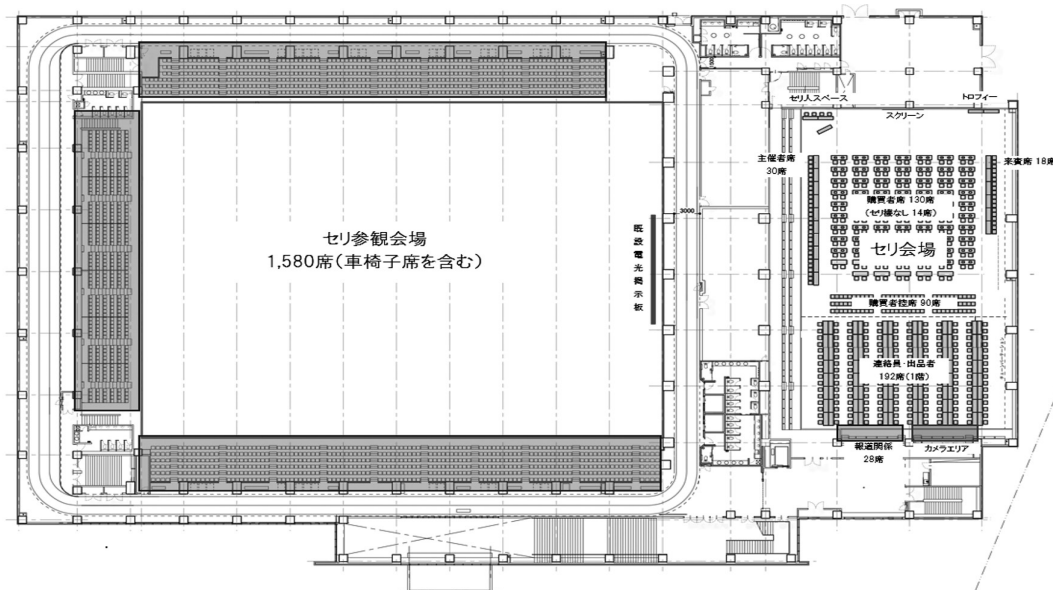 セリ人スペース
トロフィー
スクリーン
主催者席
30席
来賓席 18席
購買者席 130席
(セリ機なし 14席)
セリ会場
3000
セリ参観会場
1,580席(車椅子席を含む)
既設電光掲示板
購買者控席 90席
連絡員・出品者
192席(1階)
報道関係
28席
カメラエリア